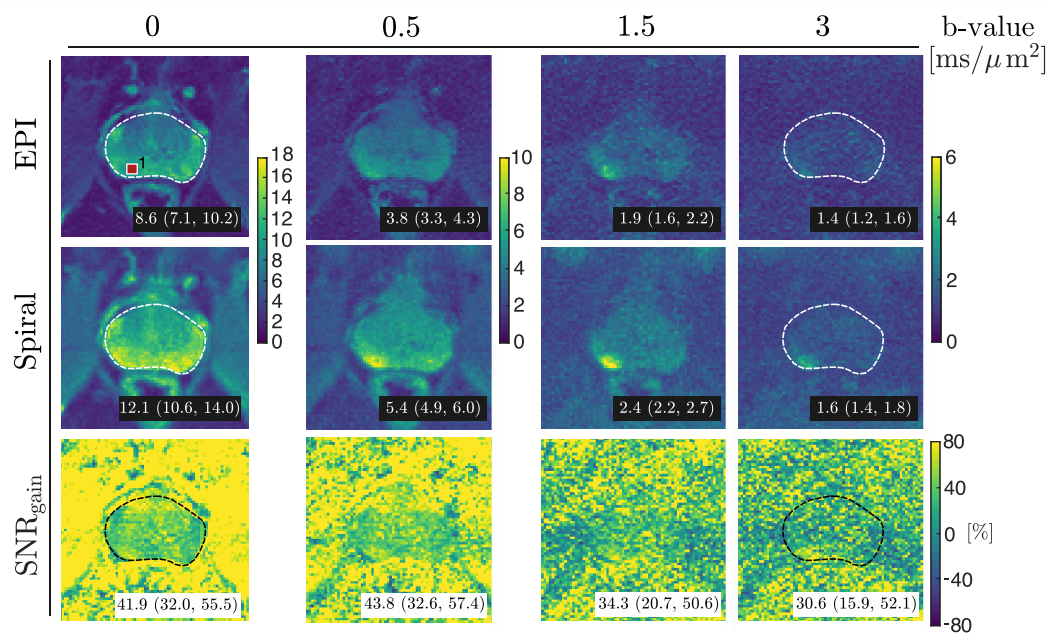 0 0.5 1.5 3 b-value
[ms/μm²]
EPI
1
8.6 (7.1, 10.2)
18
16
14
12
10
8
6
4
2
0
3.8 (3.3, 4.3)
10
8
6
4
2
0
1.9 (1.6, 2.2)
1.4 (1.2, 1.6)
6
4
2
0
Spiral
12.1 (10.6, 14.0)
5.4 (4.9, 6.0)
2.4 (2.2, 2.7)
1.6 (1.4, 1.8)
SNRgain
41.9 (32.0, 55.5)
43.8 (32.6, 57.4)
34.3 (20.7, 50.6)
30.6 (15.9, 52.1)
80
40
0 [%]
-40
-80